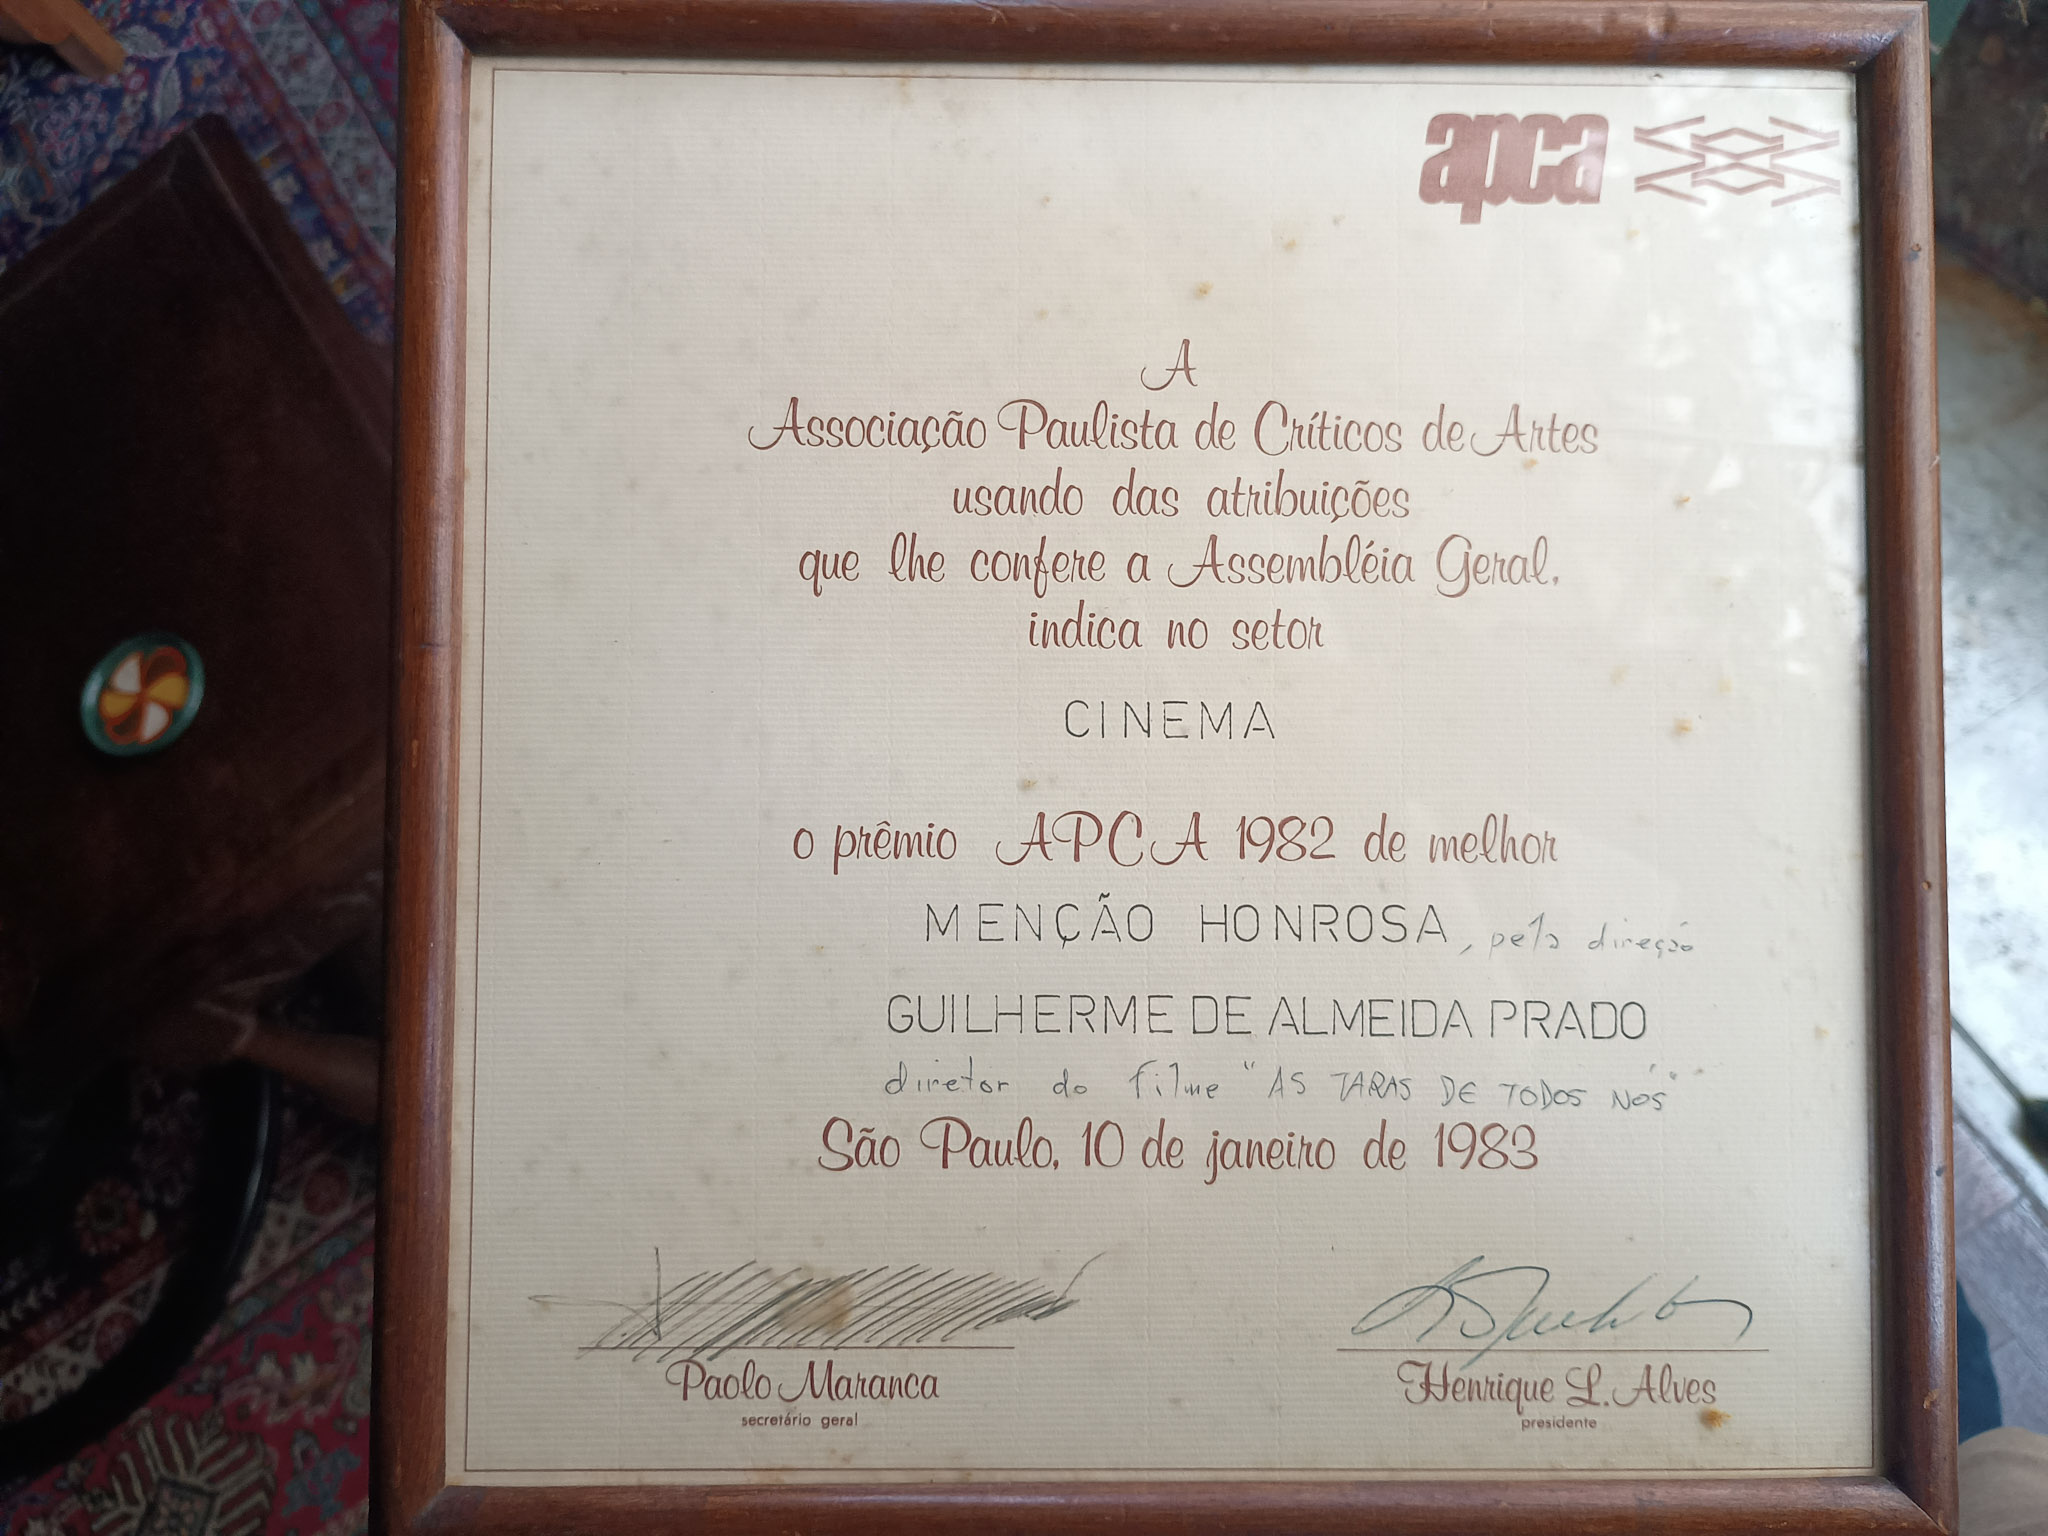 apca
A
Associação Paulista de Críticos de Artes
usando das atribuições
que lhe confere a Assembléia Geral,
indica no setor
CINEMA
o prêmio APCA 1982 de melhor
MENÇÃO HONROSA, pela direção
GUILHERME DE ALMEIDA PRADO
diretor do filme "AS TARAS DE TODOS NÓS"
São Paulo, 10 de janeiro de 1983
Paolo Maranca
secretário geral
Henrique L. Alves
presidente